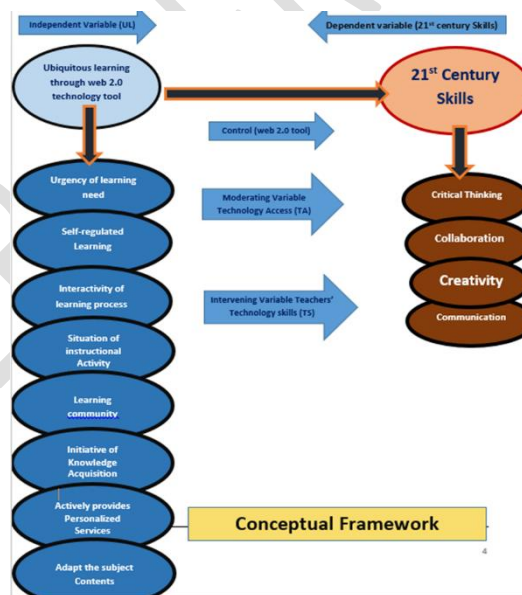 Independent Variable (UL)
Dependent variable (21st century Skills)
Ubiquitous learning
through web 2.0
technology tool
21st Century
Skills
Control (web 2.0 tool)
Urgency of learning
need
Moderating Variable
Technology Access (TA)
Critical Thinking
Self-regulated
Learning
Collaboration
Interactivity of
learning process
Intervening Variable Teachers'
Technology skills (TS)
Creativity
Communication
Situation of
instructional
Activity
Learning
community
Initiative of
Knowledge
Acquisition
Actively provides
Personalized
Services
Conceptual Framework
4
Adapt the subject
Contents